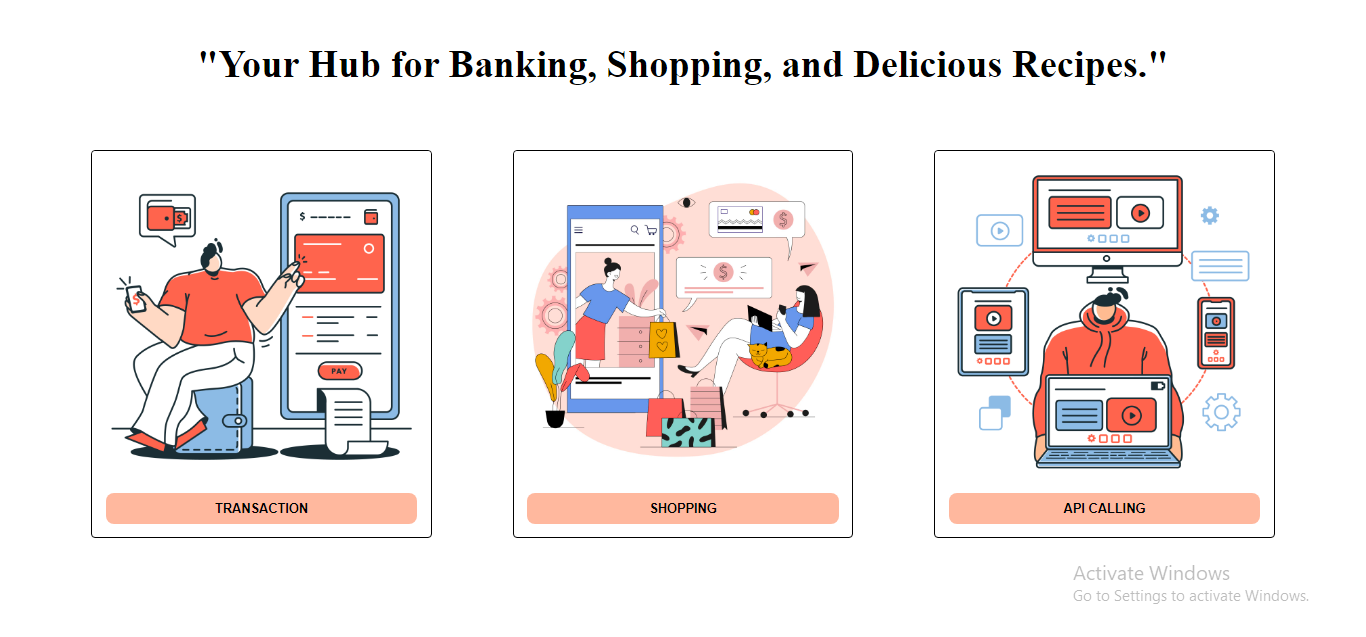 "Your Hub for Banking, Shopping, and Delicious Recipes."
$
$
$
PAY
TRANSACTION
$
$
SHOPPING
API CALLING
Activate Windows
Go to Settings to activate Windows.